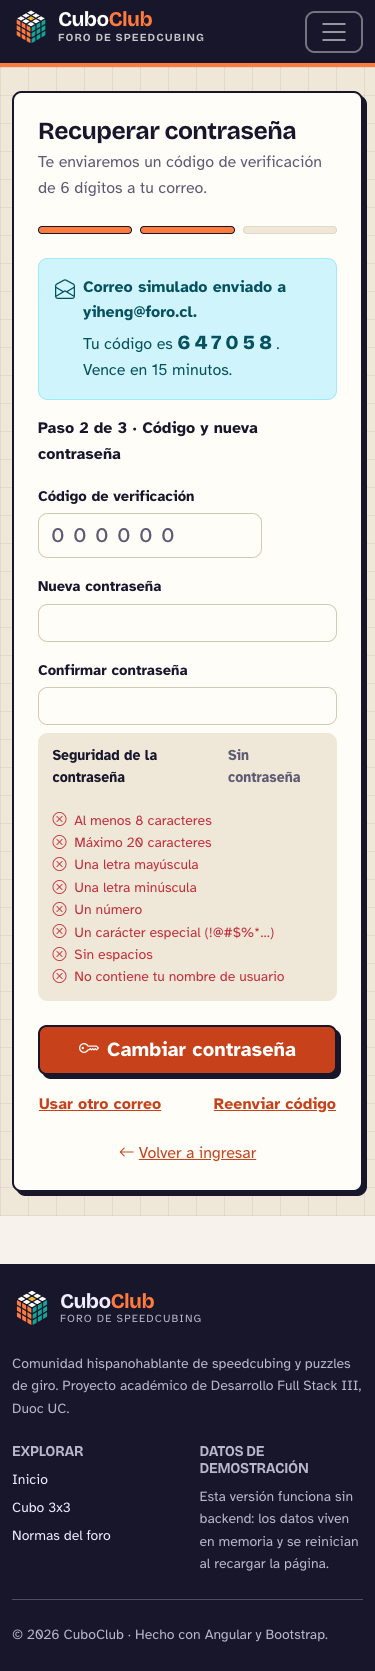 CuboClub
FORO DE SPEEDCUBING
Recuperar contraseña
Te enviaremos un código de verificación
de 6 dígitos a tu correo.
Correo simulado enviado a
yiheng@foro.cl.
Tu código es 647058.
Vence en 15 minutos.
Paso 2 de 3 · Código y nueva
contraseña
Código de verificación
000000
Nueva contraseña
Confirmar contraseña
Seguridad de la
contraseña
Sin
contraseña
Al menos 8 caracteres
Máximo 20 caracteres
Una letra mayúscula
Una letra minúscula
Un número
Un carácter especial (!@#$%*...)
Sin espacios
No contiene tu nombre de usuario
Cambiar contraseña
Usar otro correo
Reenviar código
← Volver a ingresar
CuboClub
FORO DE SPEEDCUBING
Comunidad hispanohablante de speedcubing y puzzles
de giro. Proyecto académico de Desarrollo Full Stack III,
Duoc UC.
EXPLORAR
Inicio
Cubo 3x3
Normas del foro
DATOS DE
DEMOSTRACIÓN
Esta versión funciona sin
backend: los datos viven
en memoria y se reinician
al recargar la página.
© 2026 CuboClub · Hecho con Angular y Bootstrap.